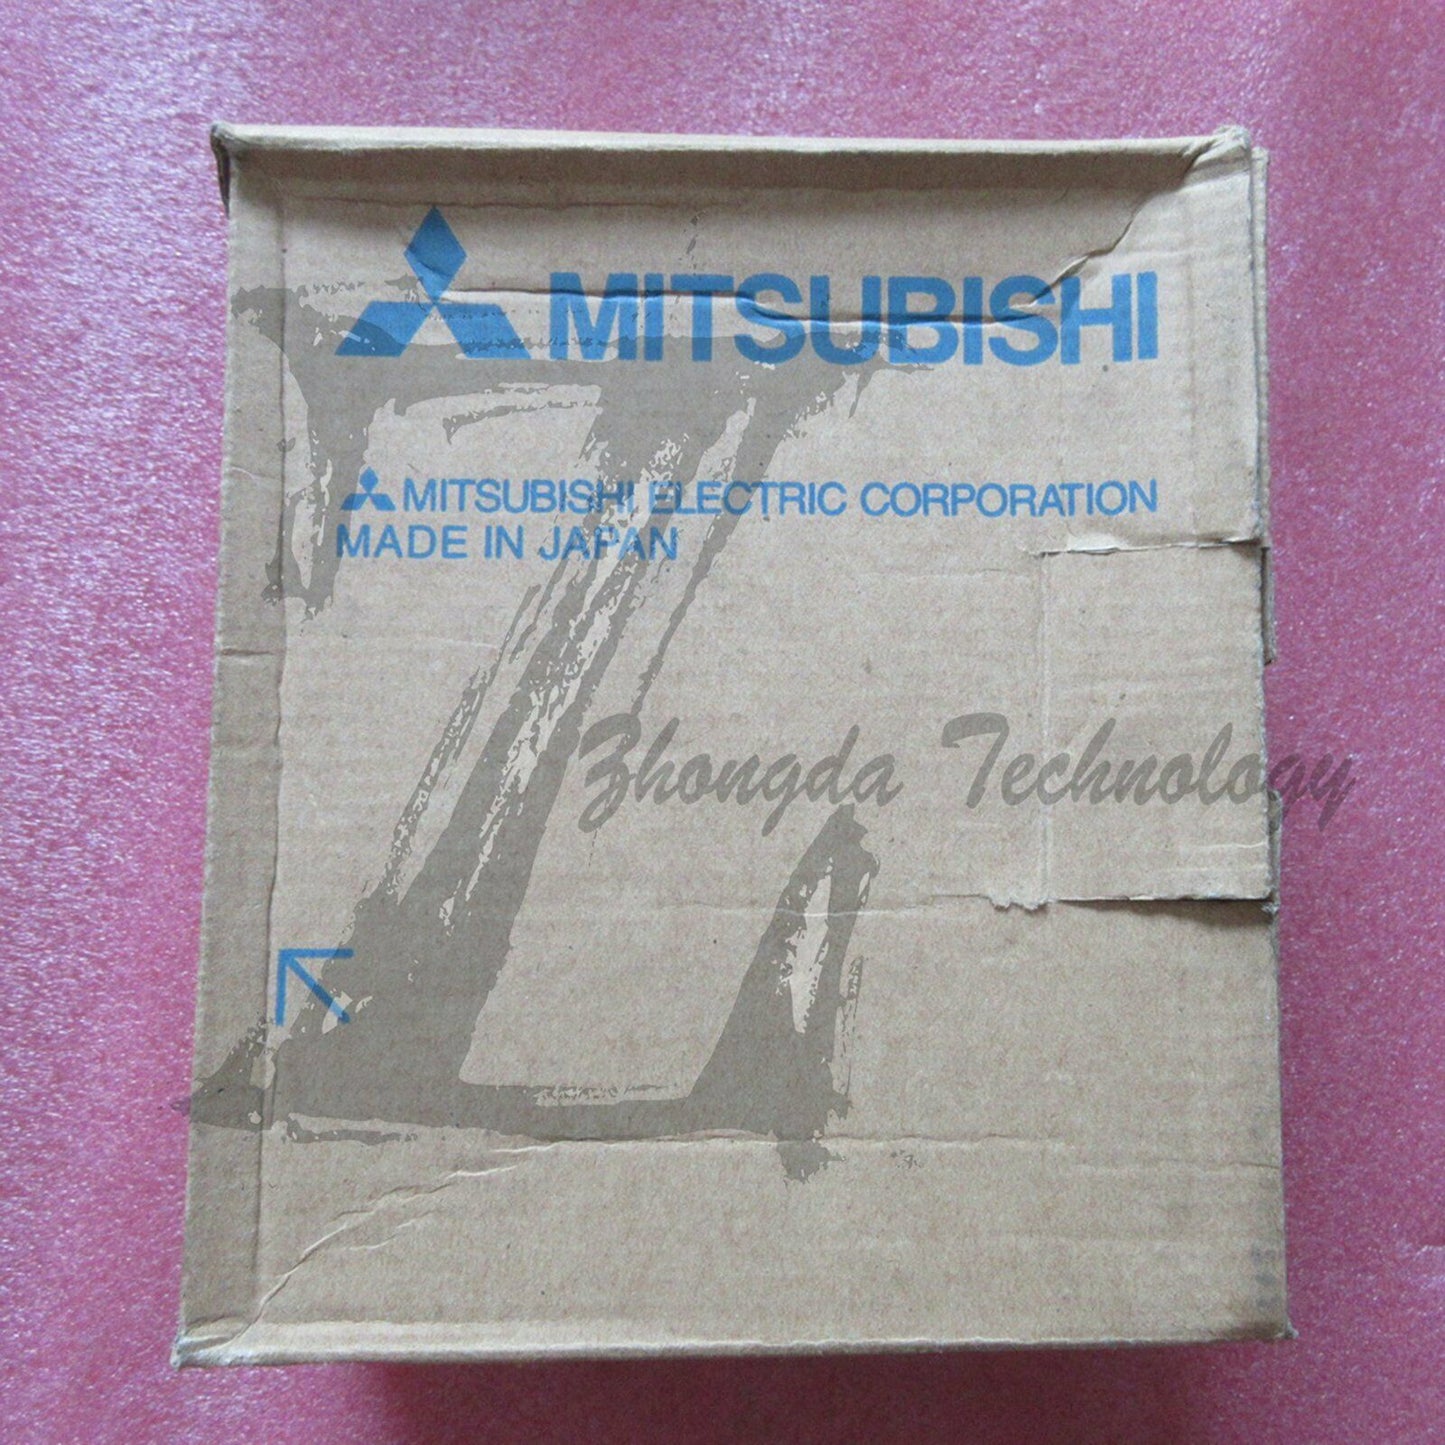 MITSUBISHI
MITSUBISHI ELECTRIC CORPORATION
MADE IN JAPAN
Zhongda Technology